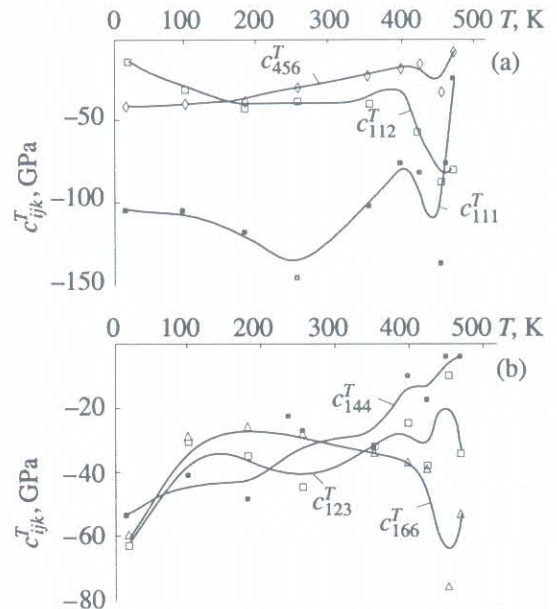 0 100 200 300 400 500 T, K
(a)
c^T_456
c^T_112
c^T_111
−50
−100
−150
c^T_ijk, GPa
0 100 200 300 400 500 T, K
(b)
c^T_144
c^T_123
c^T_166
−20
−40
−60
−80
c^T_ijk, GPa